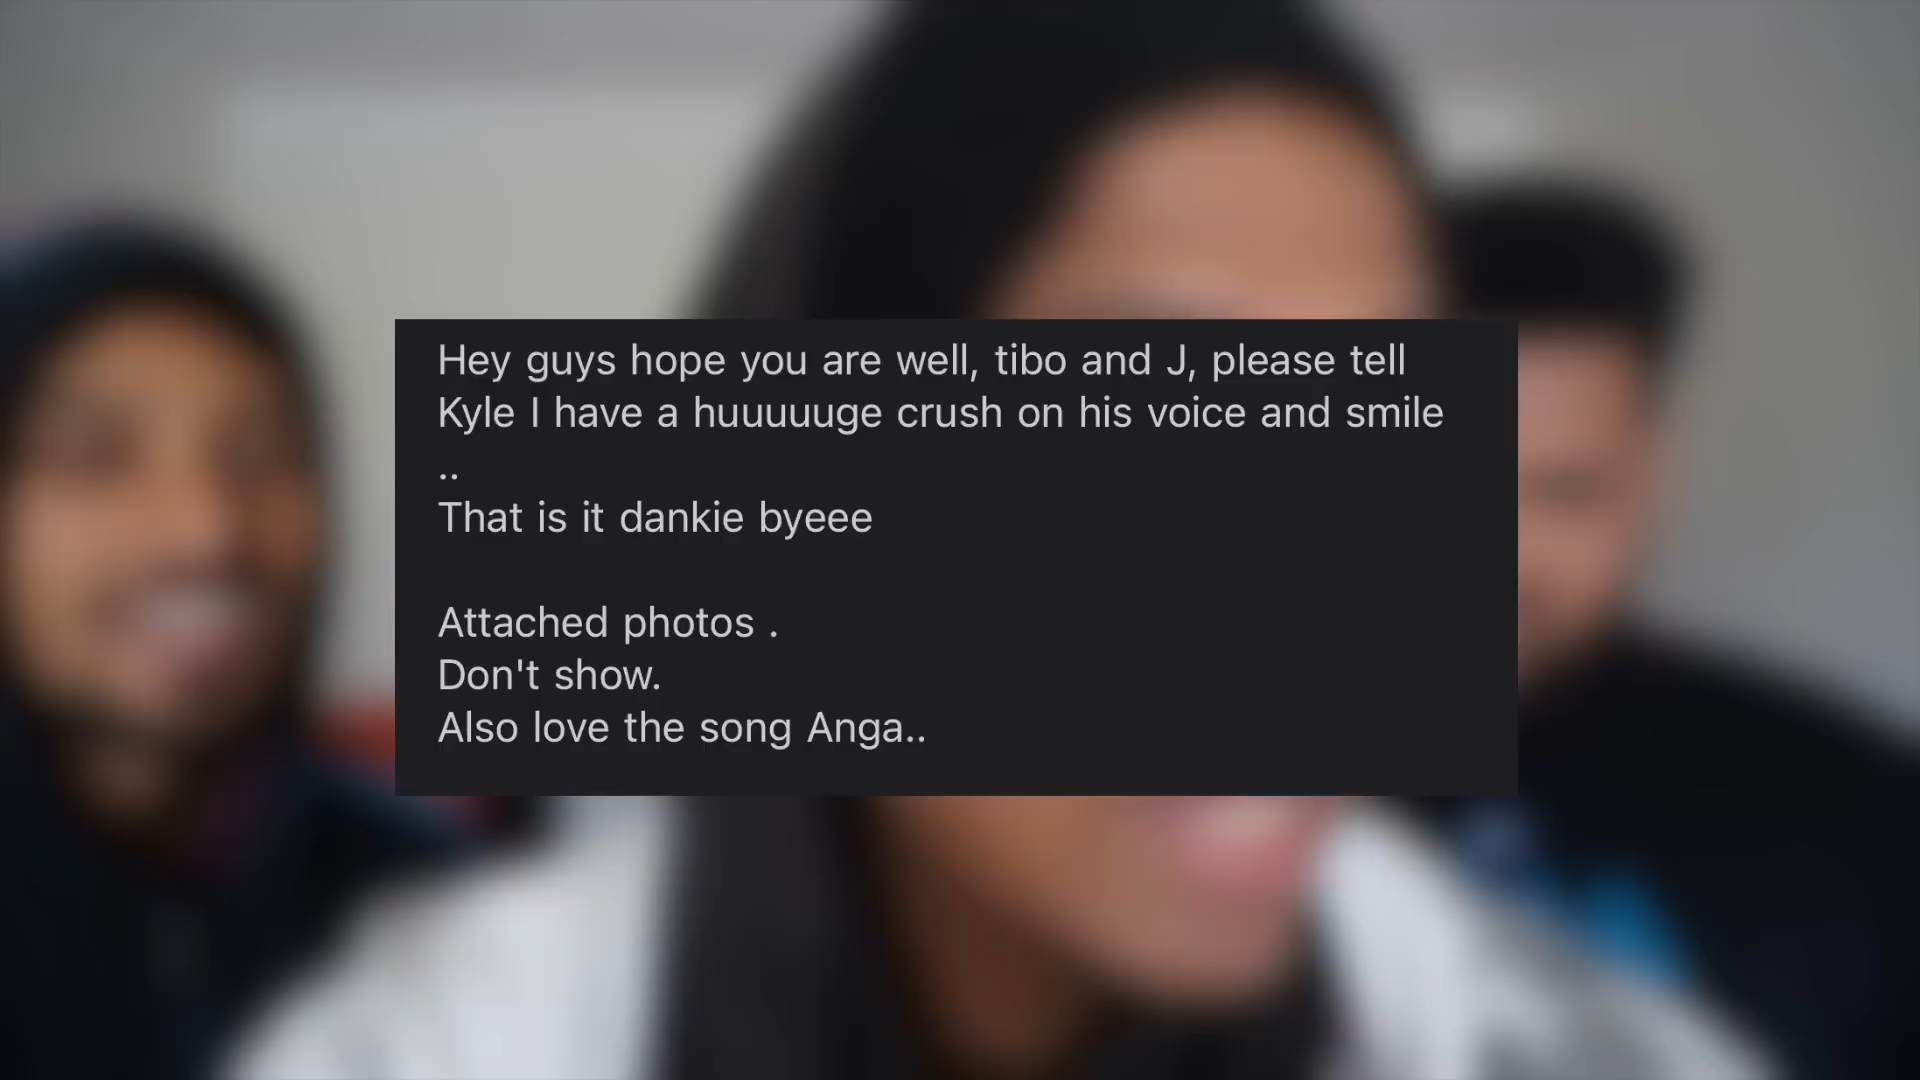 Hey guys hope you are well, tibo and J, please tell
Kyle I have a huuuuuge crush on his voice and smile
..
That is it dankie byeee
Attached photos .
Don't show.
Also love the song Anga..